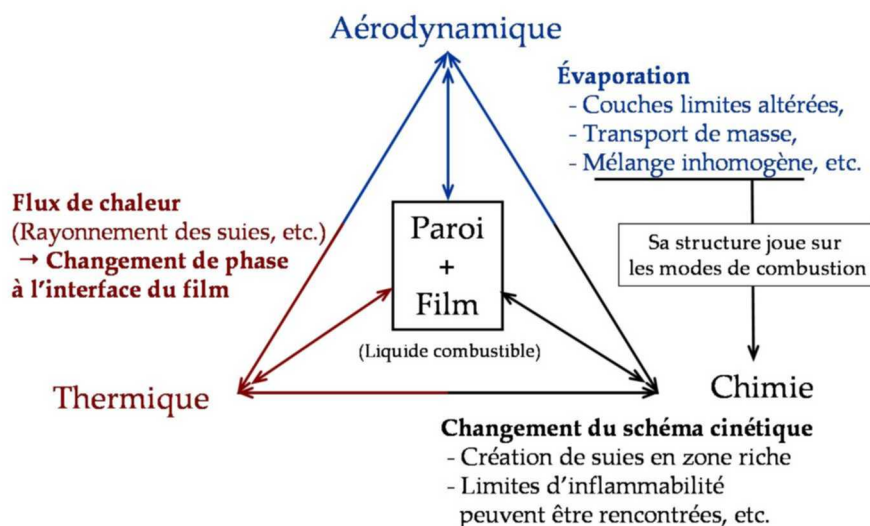 Aérodynamique
Évaporation
- Couches limites altérées,
- Transport de masse,
- Mélange inhomogène, etc.
Flux de chaleur
(Rayonnement des suies, etc.)
→ Changement de phase
à l'interface du film
Paroi
+
Film
(Liquide combustible)
Sa structure joue sur
les modes de combustion
Thermique
Chimie
Changement du schéma cinétique
- Création de suies en zone riche
- Limites d'inflammabilité
peuvent être rencontrées, etc.